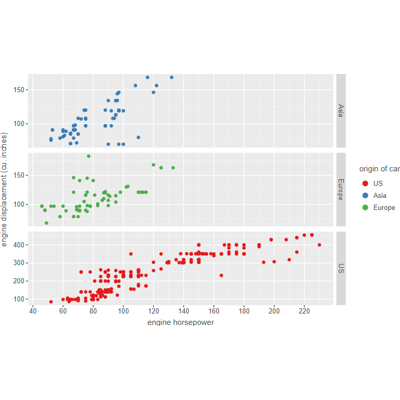 engine displacement (cu. inches)
150
100
Asia
150
100
Europe
400
300
200
100
US
40 60 80 100 120 140 160 180 200 220
engine horsepower
origin of car
US
Asia
Europe